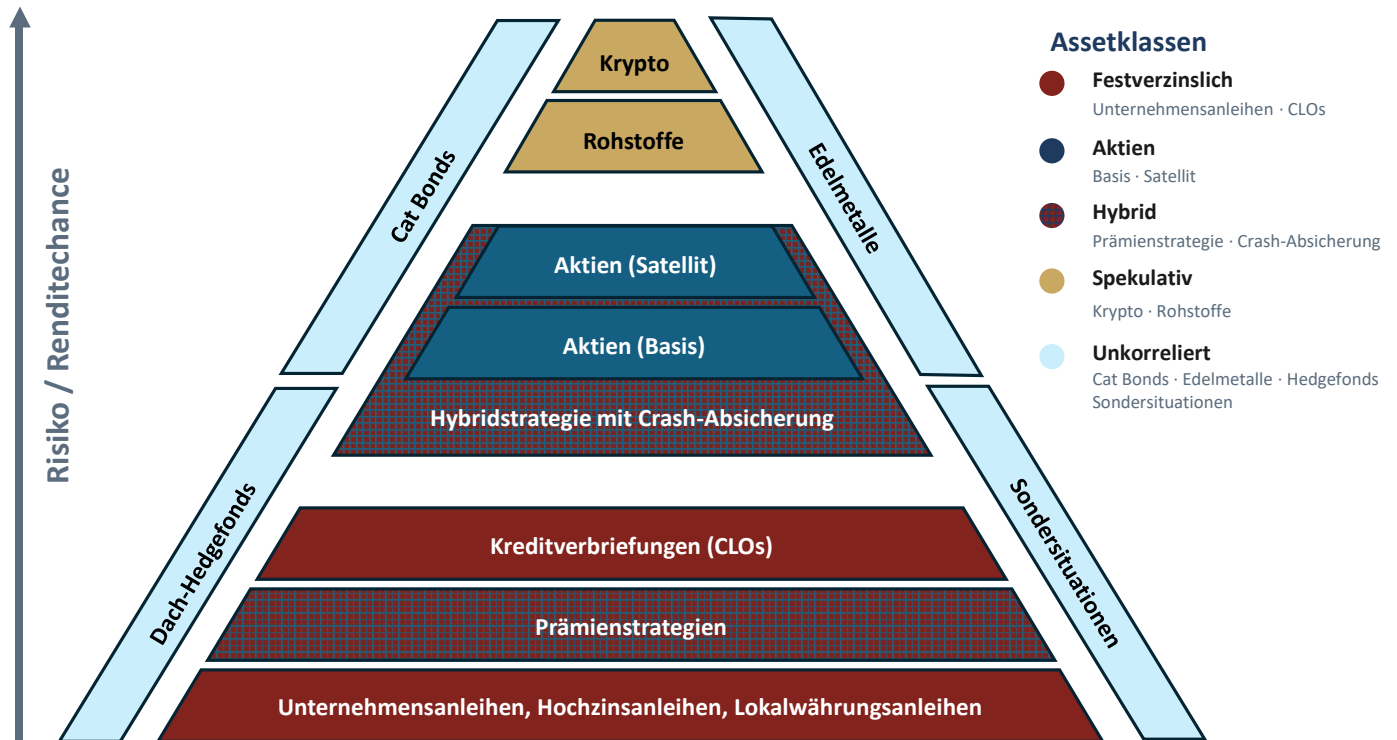 Risiko / Renditechance
Krypto
Rohstoffe
Cat Bonds
Edelmetalle
Aktien (Satellit)
Aktien (Basis)
Hybridstrategie mit Crash-Absicherung
Dach-Hedgefonds
Sondersituationen
Kreditverbriefungen (CLOs)
Prämienstrategien
Unternehmensanleihen, Hochzinsanleihen, Lokalwährungsanleihen
Assetklassen
Festverzinslich
Unternehmensanleihen · CLOs
Aktien
Basis · Satellit
Hybrid
Prämienstrategie · Crash-Absicherung
Spekulativ
Krypto · Rohstoffe
Unkorreliert
Cat Bonds · Edelmetalle · Hedgefonds
Sondersituationen